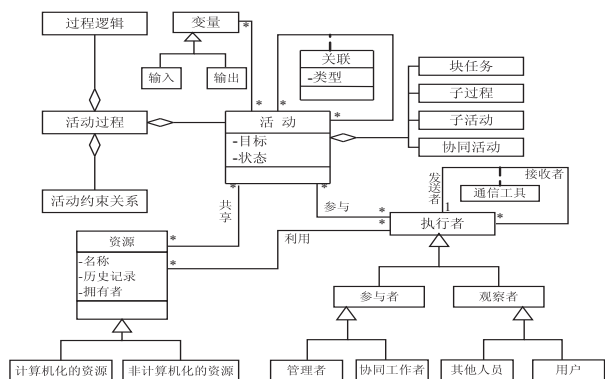 过程逻辑
变量
*
关联
-类型
块任务
输入
输出
子过程
*
*
*
活动过程
活 动
子活动
-目标
-状态
协同活动
发送者
接收者
通信工具
活动约束关系
*
*
共享
参与
*
1
*
执行者
*
资源
*
利用
-名称
*
-历史记录
-拥有者
参与者
观察者
计算机化的资源
非计算机化的资源
管理者
协同工作者
其他人员
用户